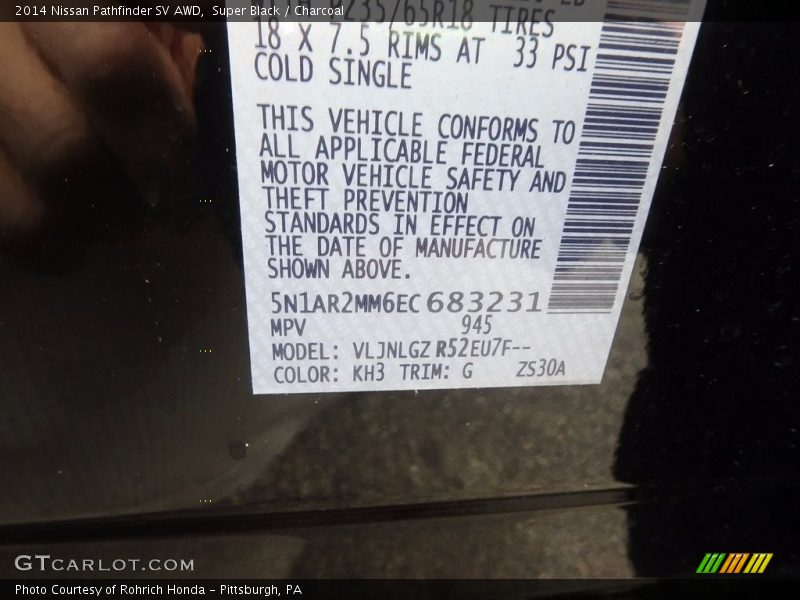 2014 Nissan Pathfinder SV AWD, Super Black / Charcoal
235/65R18 TIRES
18 X 7.5 RIMS AT 33 PSI
COLD SINGLE
THIS VEHICLE CONFORMS TO
ALL APPLICABLE FEDERAL
MOTOR VEHICLE SAFETY AND
THEFT PREVENTION
STANDARDS IN EFFECT ON
THE DATE OF MANUFACTURE
SHOWN ABOVE.
5N1AR2MM6EC683231
MPV 945
MODEL: VLJNLGZ R52EU7F--
COLOR: KH3 TRIM: G ZS30A
GTCARLOT.COM
Photo Courtesy of Rohrich Honda - Pittsburgh, PA